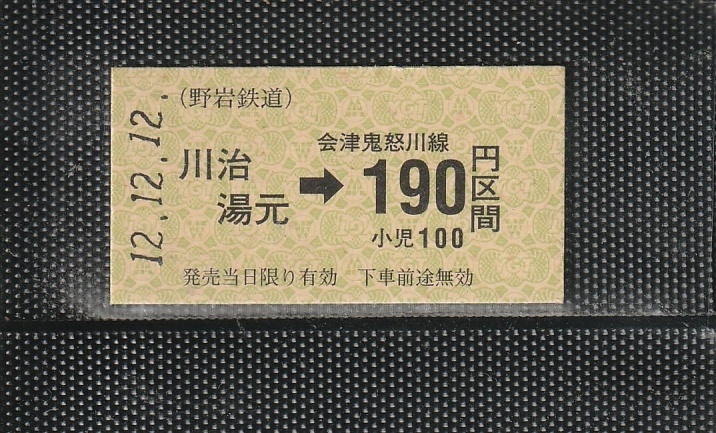 12.12.12.
(野岩鉄道)
川治
湯元
➡
会津鬼怒川線
190円区間
小児100
発売当日限り有効 下車前途無効